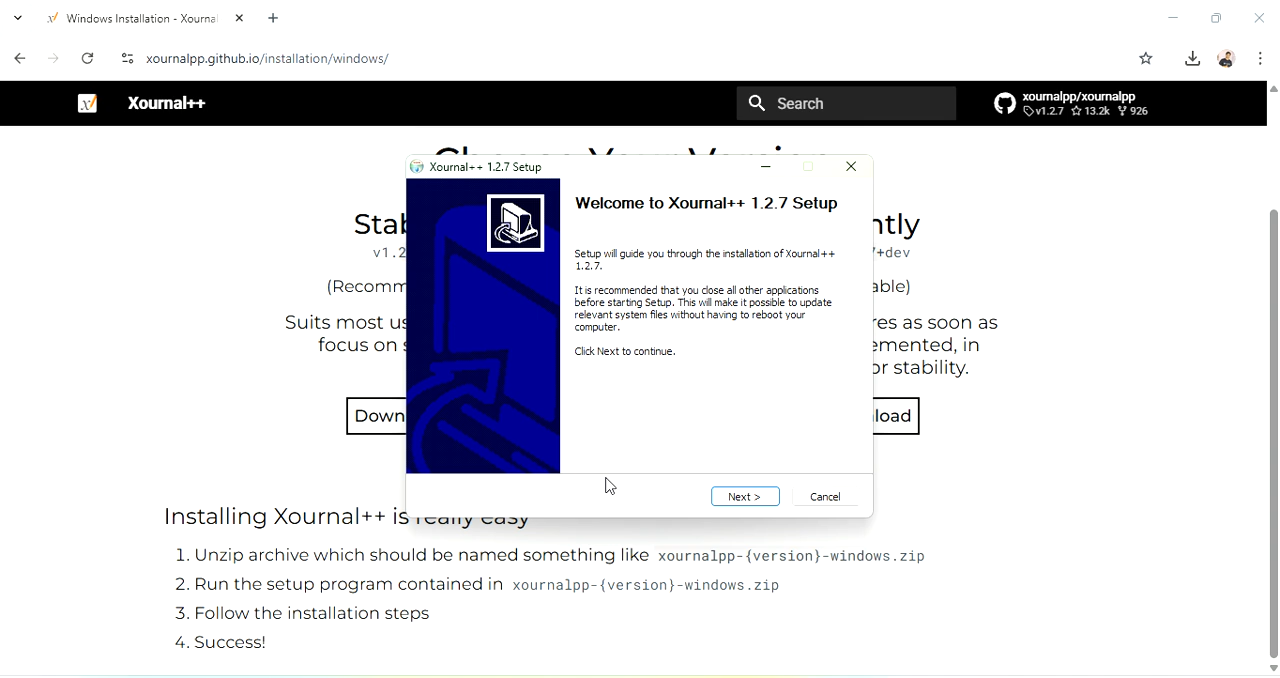 Windows Installation - Xourna
xournalpp.github.io/installation/windows/
Xournal++
Search
xournalpp/xournalpp
v1.2.7 13.2k 926
Xournal++ 1.2.7 Setup
Welcome to Xournal++ 1.2.7 Setup
Setup will guide you through the installation of Xournal++
1.2.7.
It is recommended that you close all other applications
before starting Setup. This will make it possible to update
relevant system files without having to reboot your
computer.
Click Next to continue.
Next >
Cancel
Stab
ntly
v1.2
7+dev
(Recomm
able)
Suits most us
res as soon as
focus on s
emented, in
or stability.
Down
load
Installing Xournal++ is really easy
1. Unzip archive which should be named something like xournalpp-{version}-windows.zip
2. Run the setup program contained in xournalpp-{version}-windows.zip
3. Follow the installation steps
4. Success!